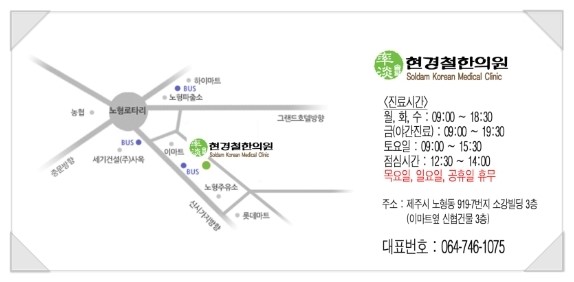 하이마트
BUS
노형파출소
농협
노형로타리
그랜드호텔방향
BUS
세기건설(주)사옥
이마트
BUS
현경철한의원
Soldam Korean Medical Clinic
중문방향
노형주유소
롯데마트
신시가지방향
현경철한의원
Soldam Korean Medical Clinic
<진료시간>
월, 화, 수 : 09:00 ~ 18:30
금(야간진료) : 09:00 ~ 19:30
토요일 : 09:00 ~ 15:30
점심시간 : 12:30 ~ 14:00
목요일, 일요일, 공휴일 휴무
주소 : 제주시 노형동 919-7번지 소강빌딩 3층
(이마트옆 신협건물 3층)
대표번호 : 064-746-1075